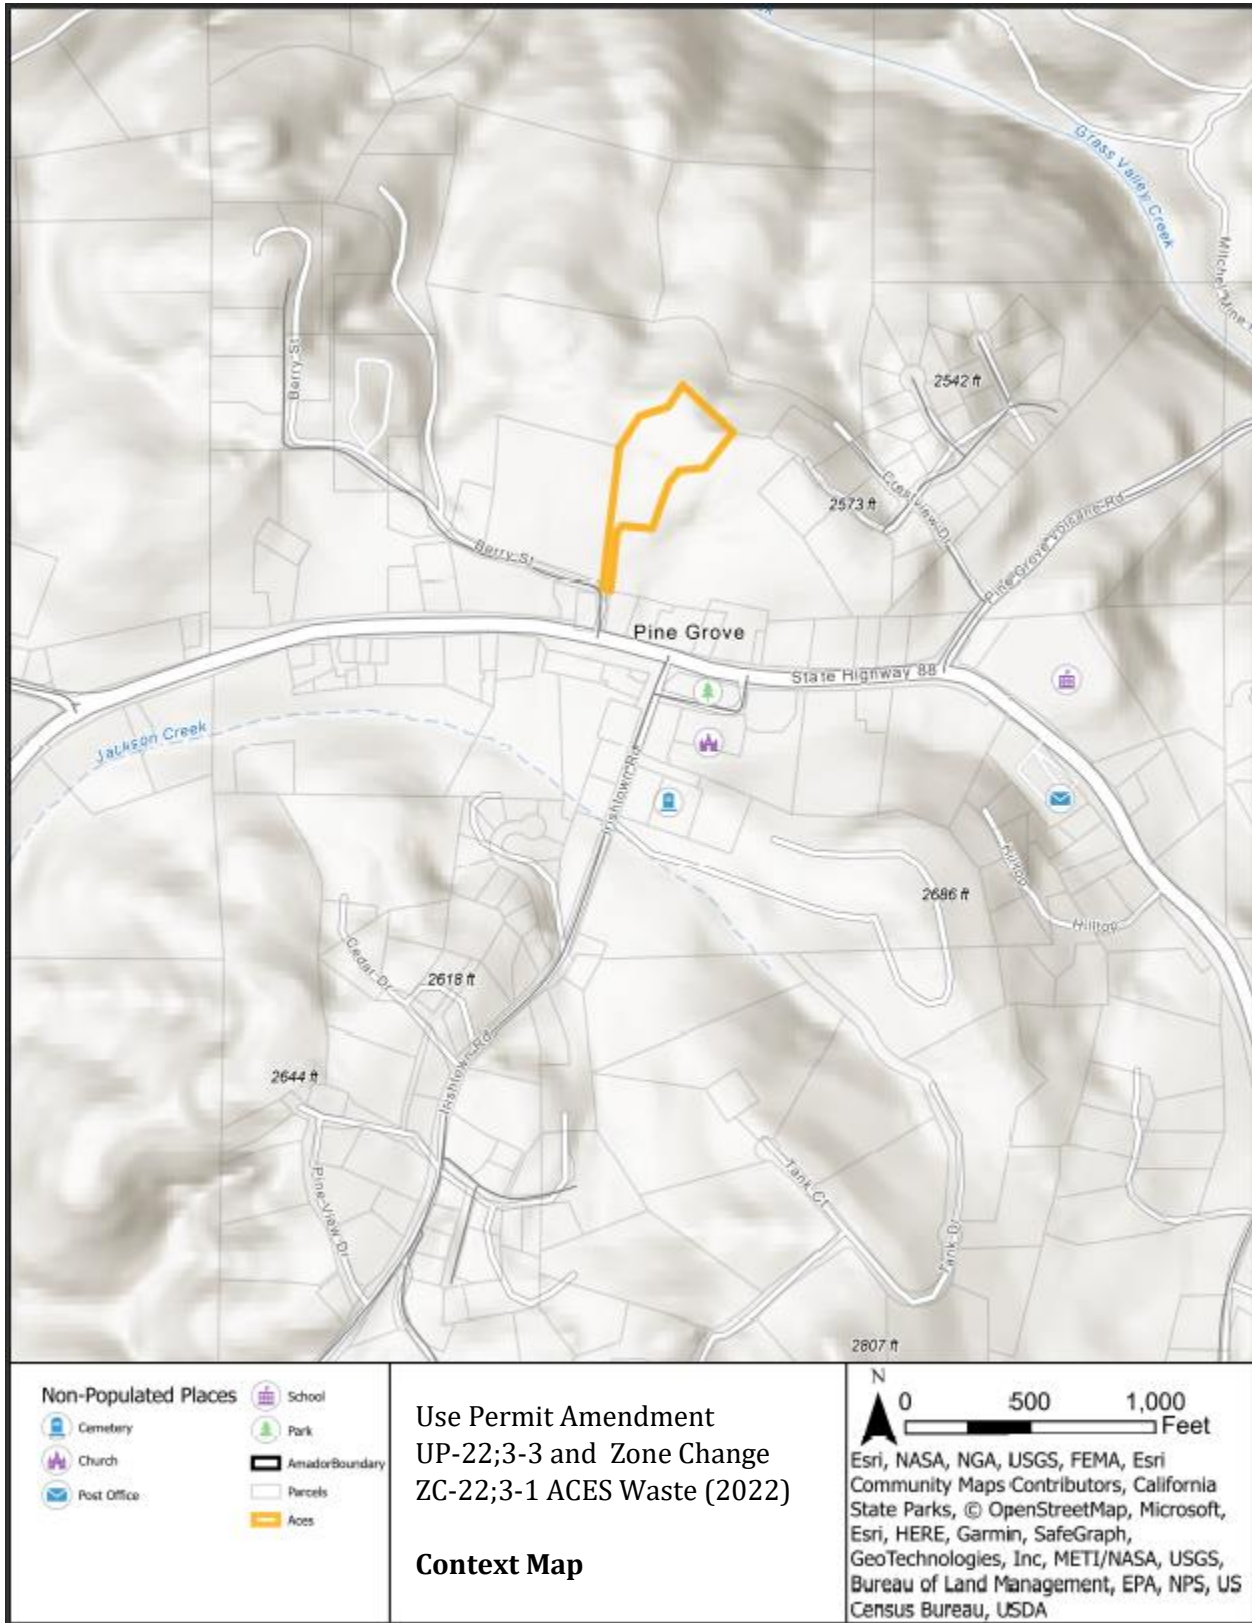 Grass Valley Creek
Mitchel Mine
Berry St
2542 ft
2573 ft
Crestview Dr
Pine Grove Volcano Rd
Berry St
Pine Grove
State Highway 88
Jackson Creek
Irishtown Rd
Hilltop
2686 ft
Hilltop
Cedar Dr
2618 ft
2644 ft
Irishtown Rd
Pine View Dr
Tank Ct
Tank Dr
2807 ft
Non-Populated Places
Cemetery
Church
Post Office
School
Park
AmadorBoundary
Parcels
Aces
Use Permit Amendment
UP-22;3-3 and Zone Change
ZC-22;3-1 ACES Waste (2022)
Context Map
N
0 500 1,000
Feet
Esri, NASA, NGA, USGS, FEMA, Esri
Community Maps Contributors, California
State Parks, © OpenStreetMap, Microsoft,
Esri, HERE, Garmin, SafeGraph,
GeoTechnologies, Inc, METI/NASA, USGS,
Bureau of Land Management, EPA, NPS, US
Census Bureau, USDA